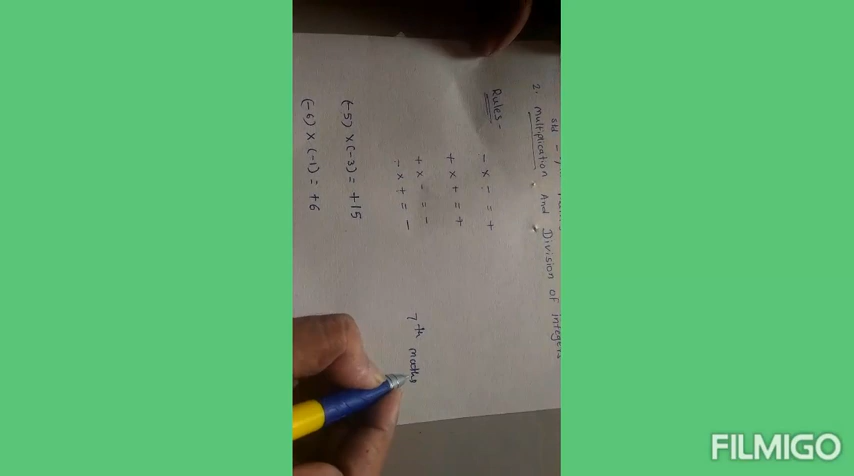 2. Multiplication And Division of integers
Rules -
- x - = +
+ x + = +
+ x - = -
- x + = -
(-5) x (-3) = +15
(-6) x (-1) = +6
7th maths
FILMIGO